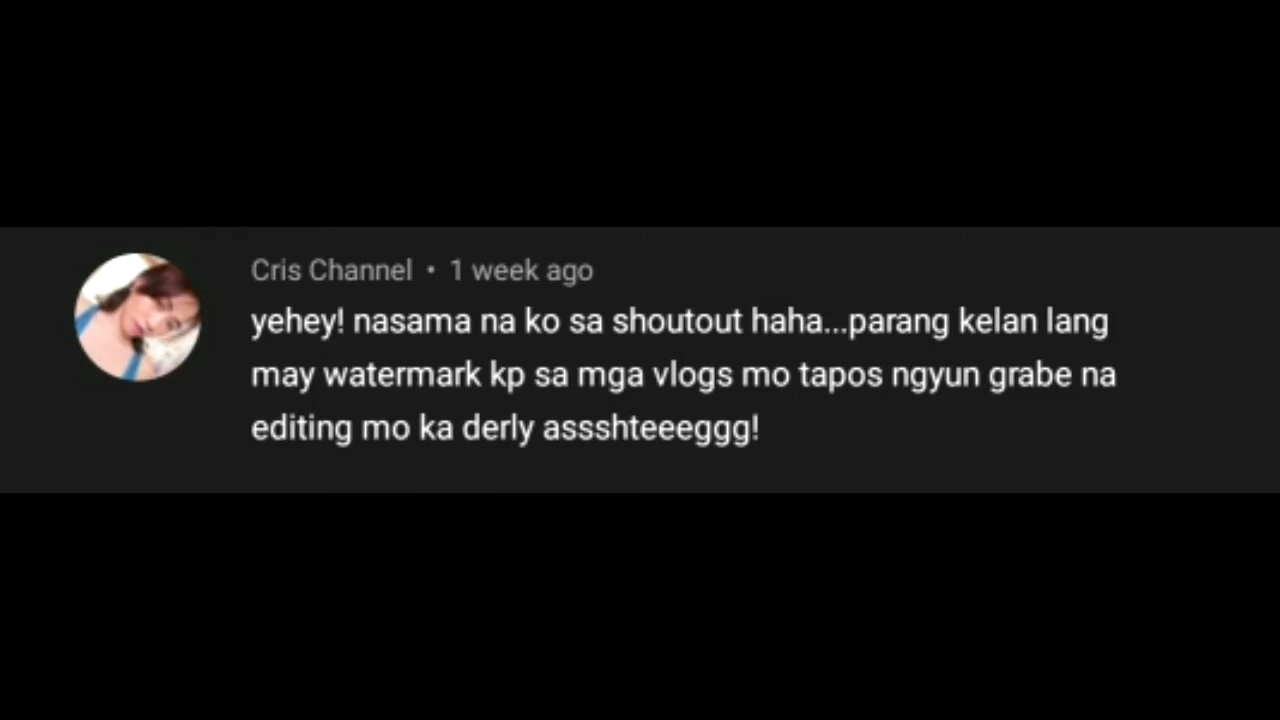 Cris Channel • 1 week ago
yehey! nasama na ko sa shoutout haha...parang kelan lang
may watermark kp sa mga vlogs mo tapos ngyun grabe na
editing mo ka derly assshteeeggg!